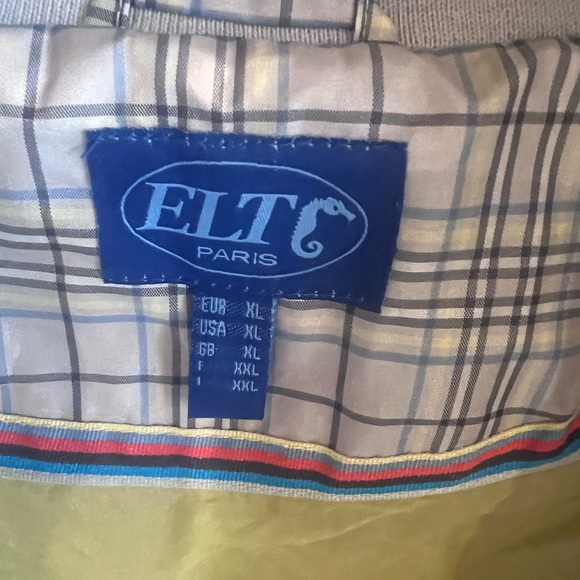 ELT
PARIS
EUR XL
USA XL
GB XL
F XXL
I XXL